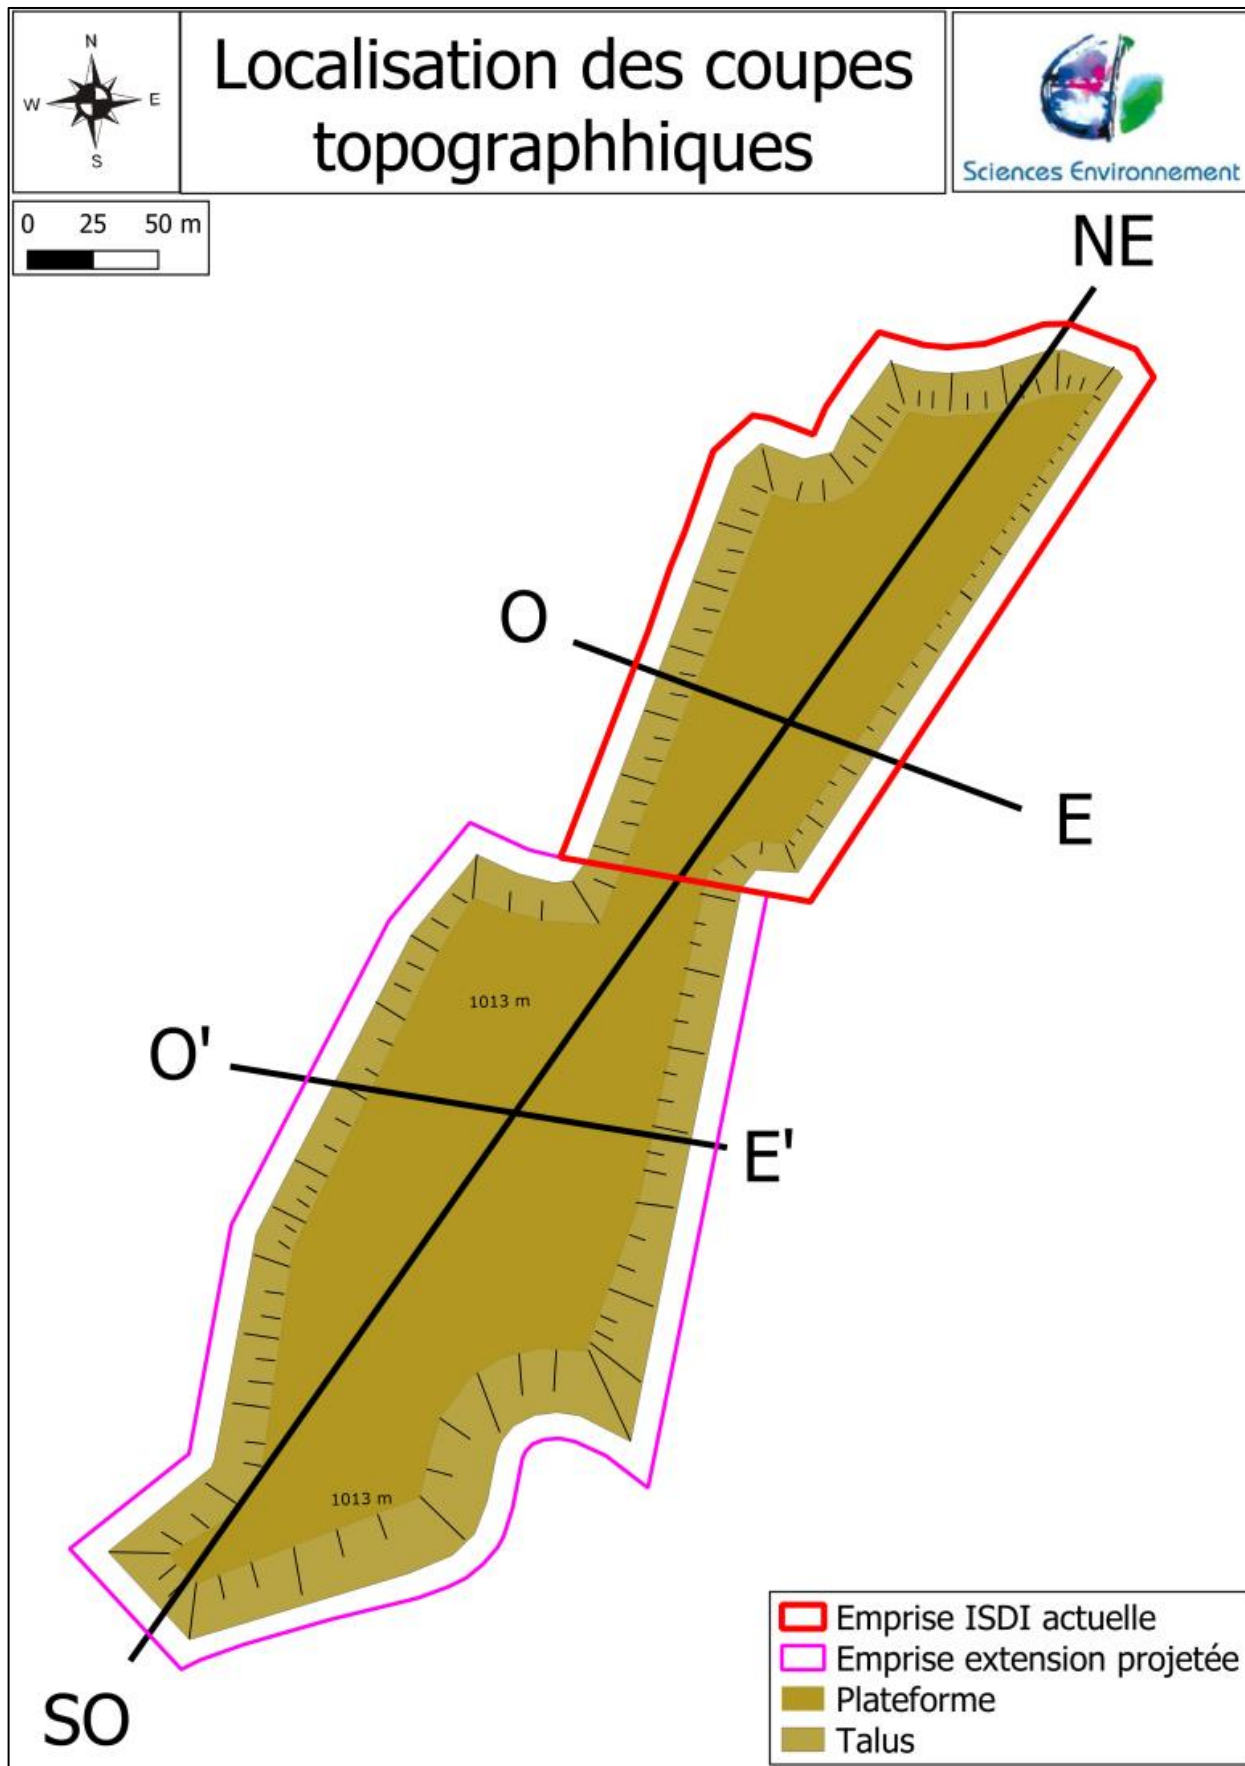 N
W E
S
Localisation des coupes
topographhiques
Sciences Environnement
0 25 50 m
NE
O
E
1013 m
O'
E'
1013 m
SO
Emprise ISDI actuelle
Emprise extension projetée
Plateforme
Talus